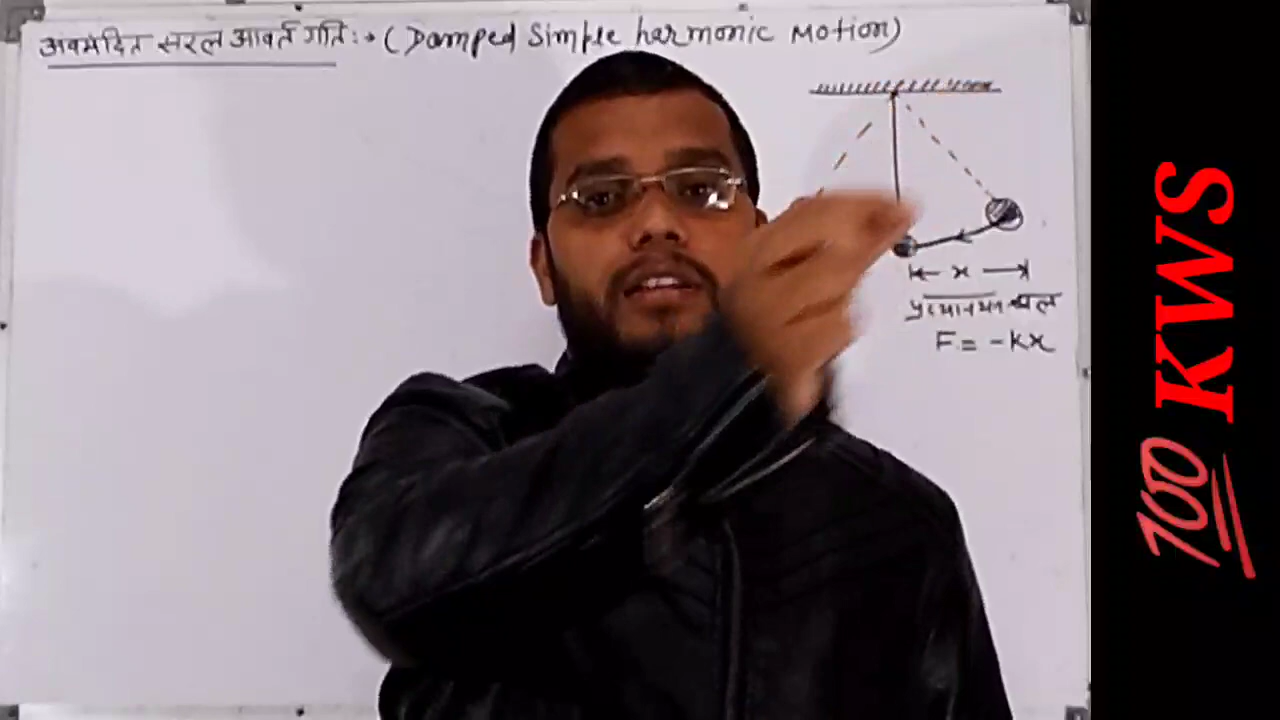 अवमंदित सरल आवर्त गति:→ (Damped Simple harmonic Motion)
← x →
प्रत्यानयन बल
F = -kx
100 KWS